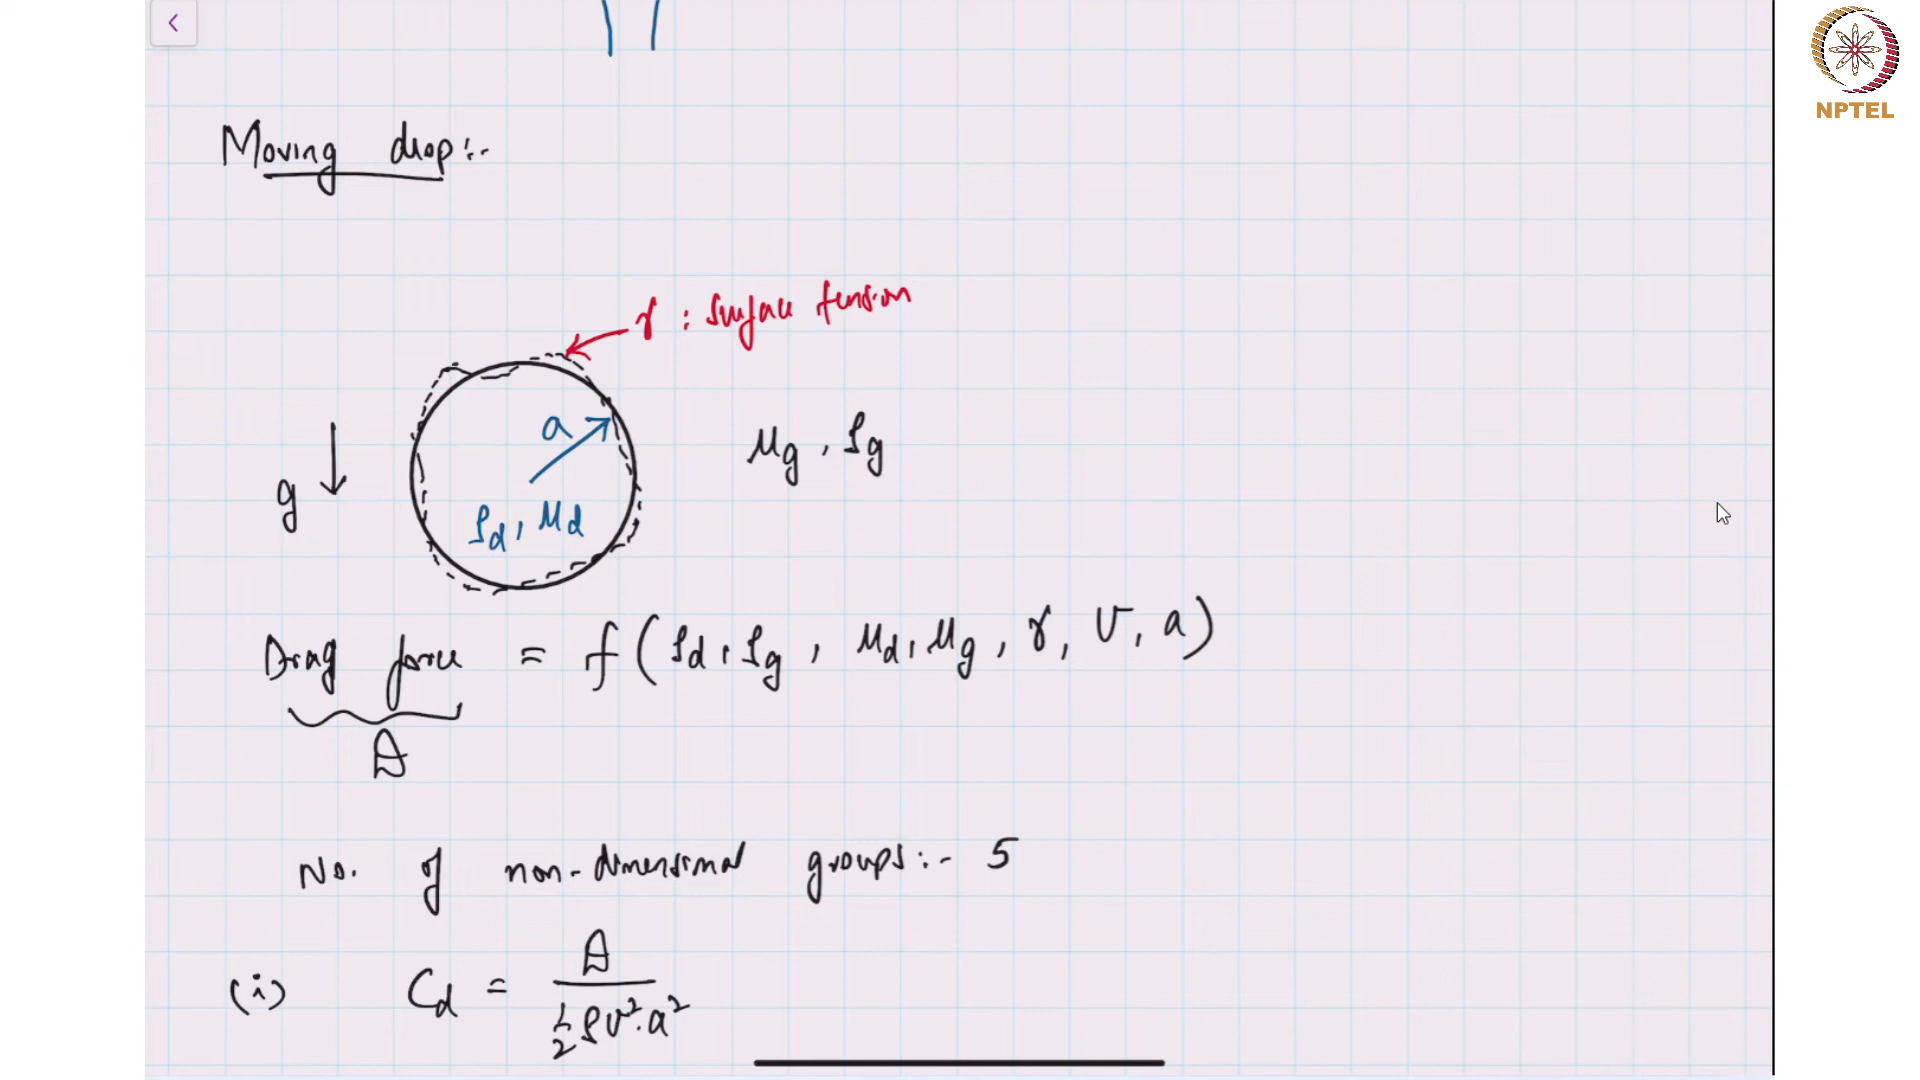 NPTEL
Moving drop:-
γ : surface tension
a
μg, ρg
g
ρd, μd
Drag force = f(ρd, ρg, μd, μg, γ, U, a)
D
No. of non-dimensional groups:- 5
(i) Cd = D / ½ρU².a²